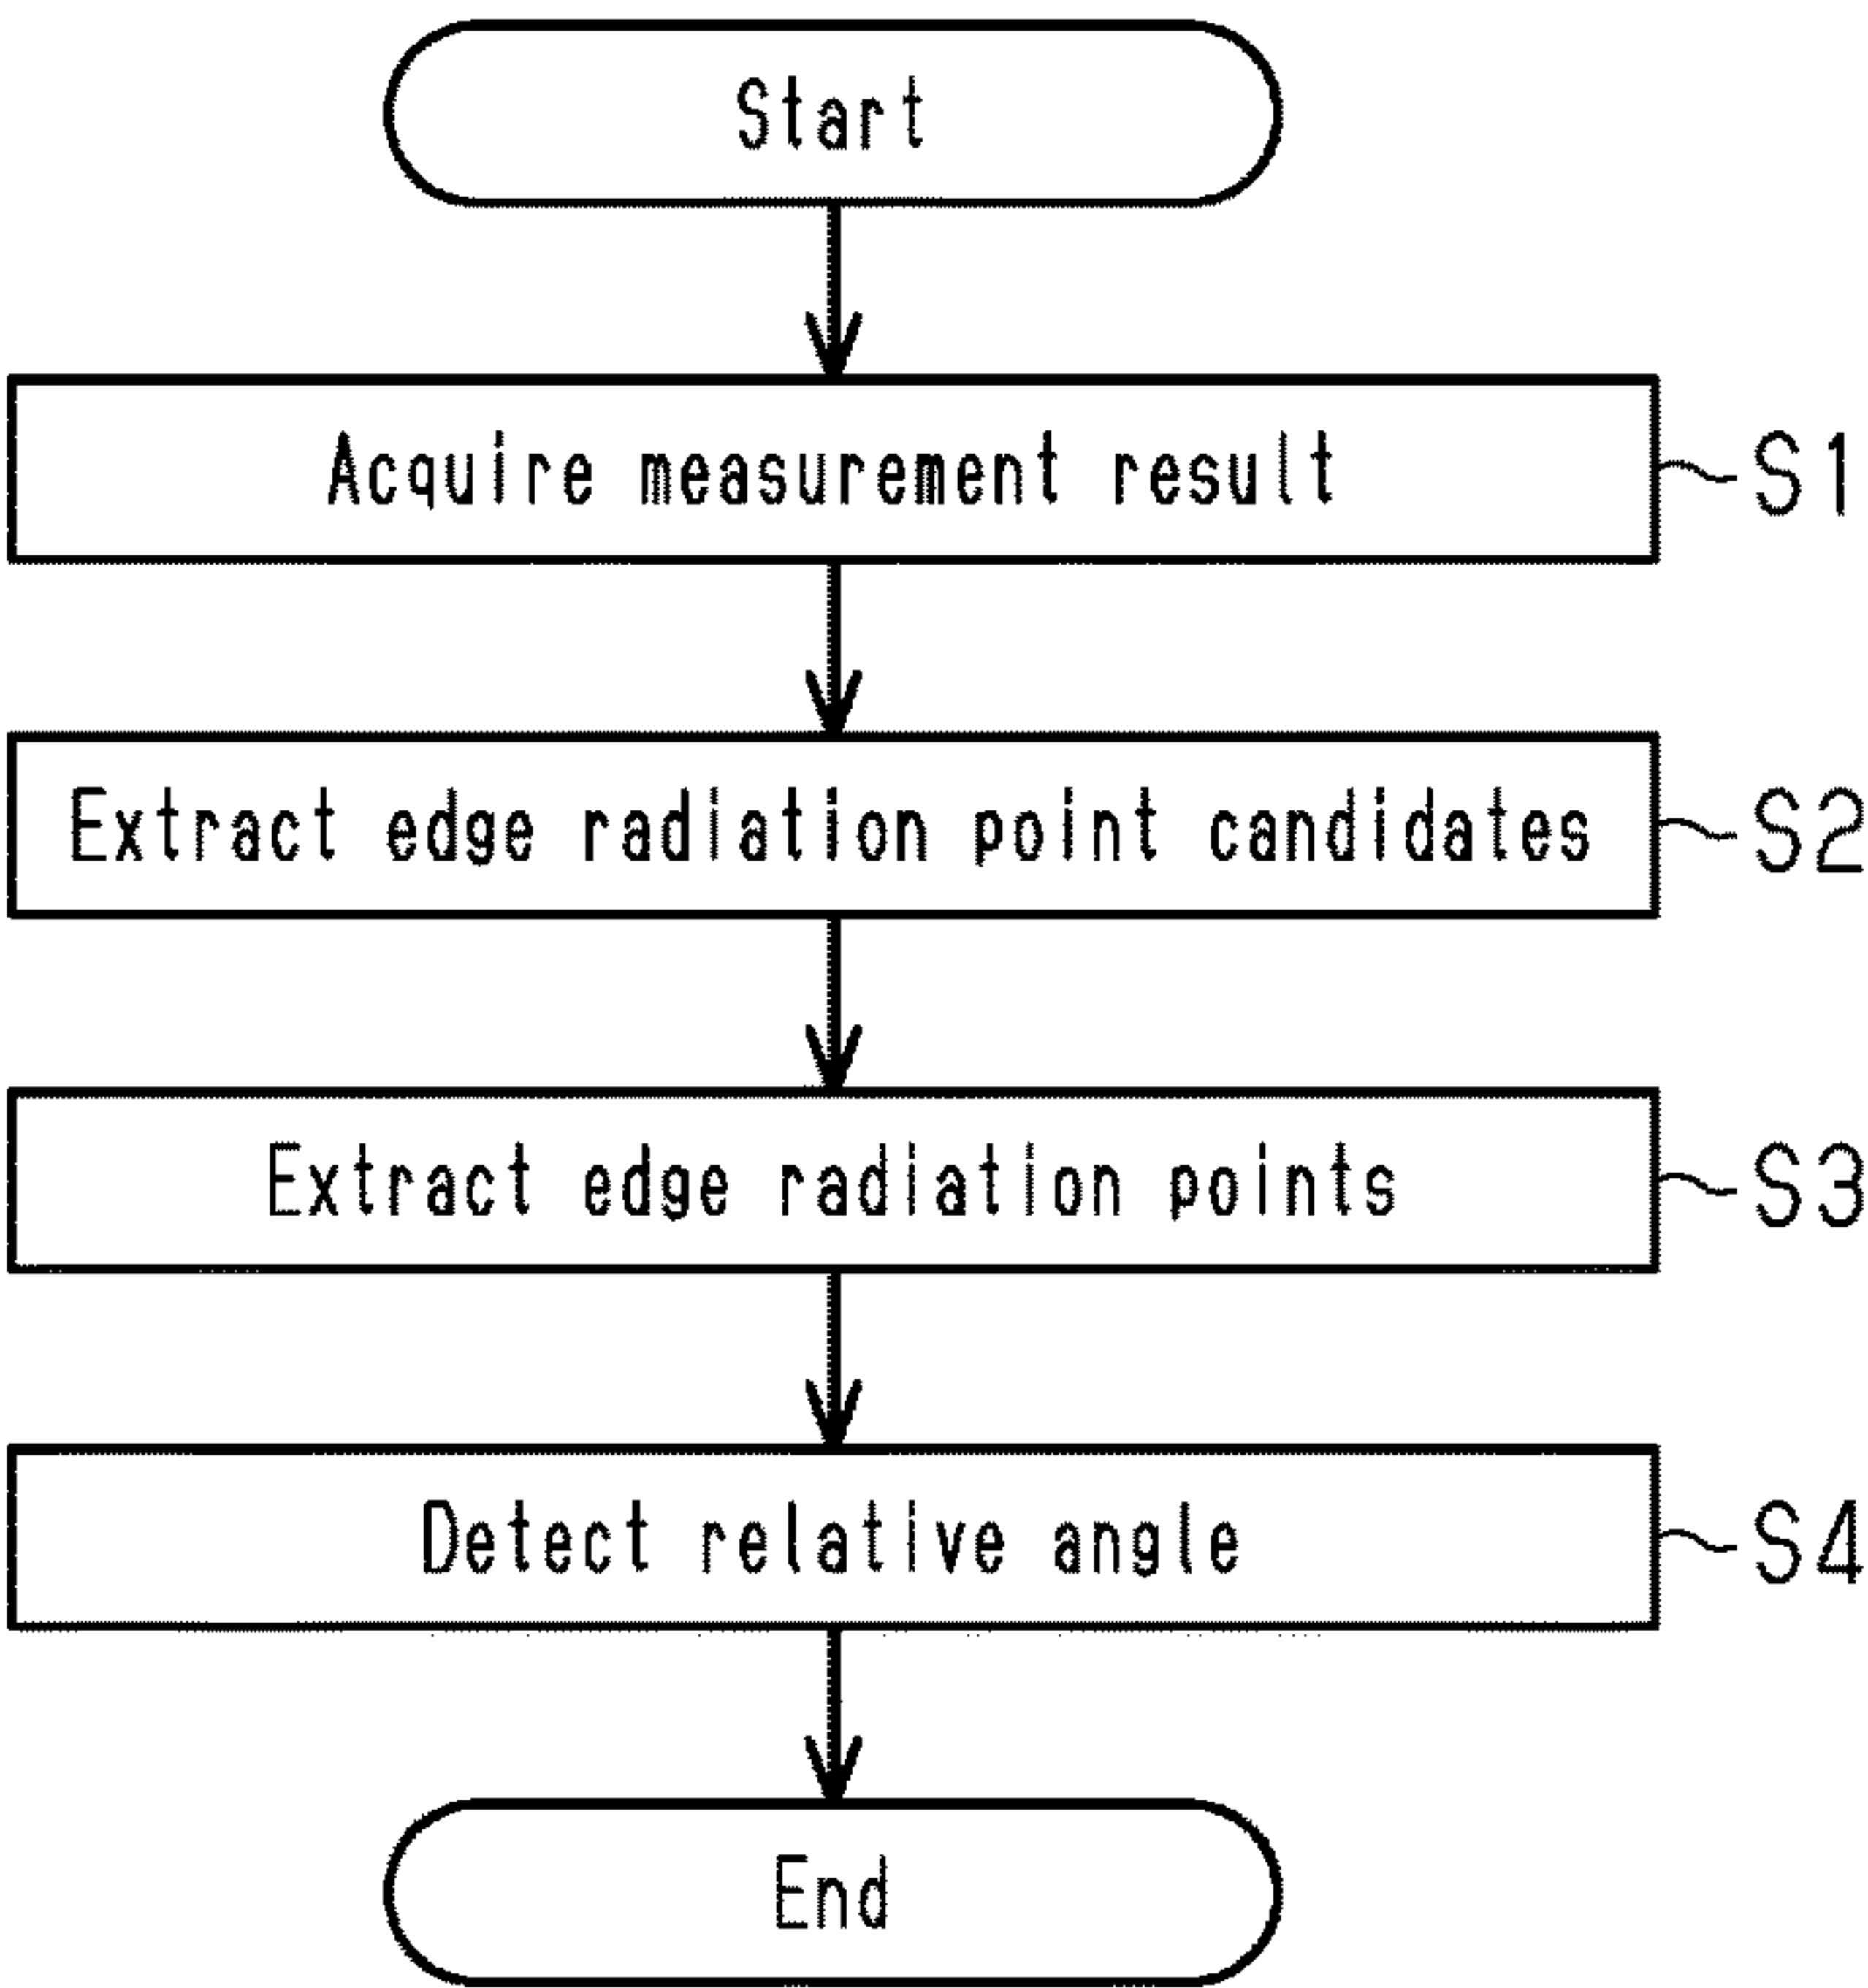 Start
Acquire measurement result S1
Extract edge radiation point candidates S2
Extract edge radiation points S3
Detect relative angle S4
End